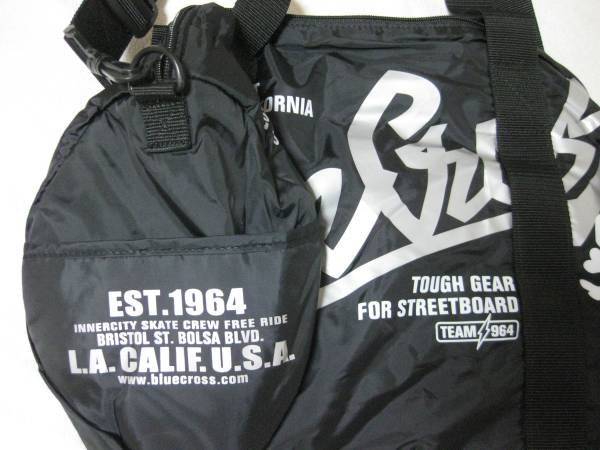 EST.1964
INNERCITY SKATE CREW FREE RIDE
BRISTOL ST. BOLSA BLVD.
L.A. CALIF. U.S.A.
www.bluecross.com
TOUGH GEAR
FOR STREETBOARD
TEAM 964